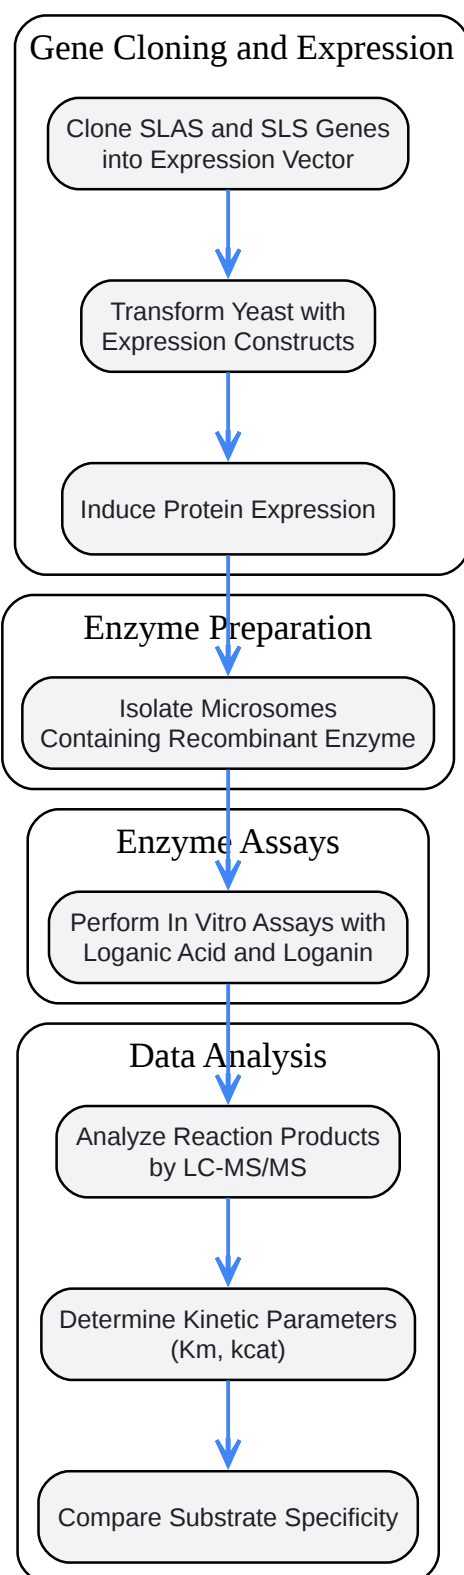 Gene Cloning and Expression
Clone SLAS and SLS Genes
into Expression Vector
Transform Yeast with
Expression Constructs
Induce Protein Expression
Enzyme Preparation
Isolate Microsomes
Containing Recombinant Enzyme
Enzyme Assays
Perform In Vitro Assays with
Loganic Acid and Loganin
Data Analysis
Analyze Reaction Products
by LC-MS/MS
Determine Kinetic Parameters
(Km, kcat)
Compare Substrate Specificity